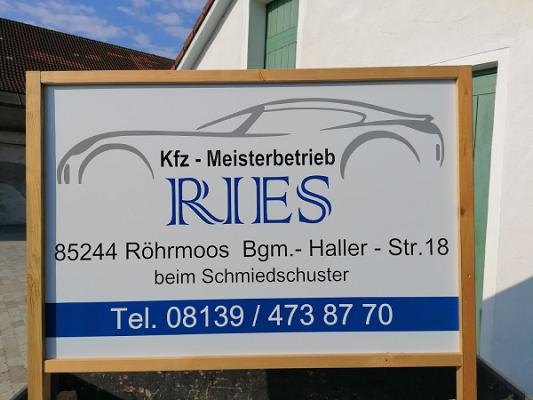 Kfz - Meisterbetrieb
RIES
85244 Röhrmoos Bgm.- Haller - Str.18
beim Schmiedschuster
Tel. 08139 / 473 87 70